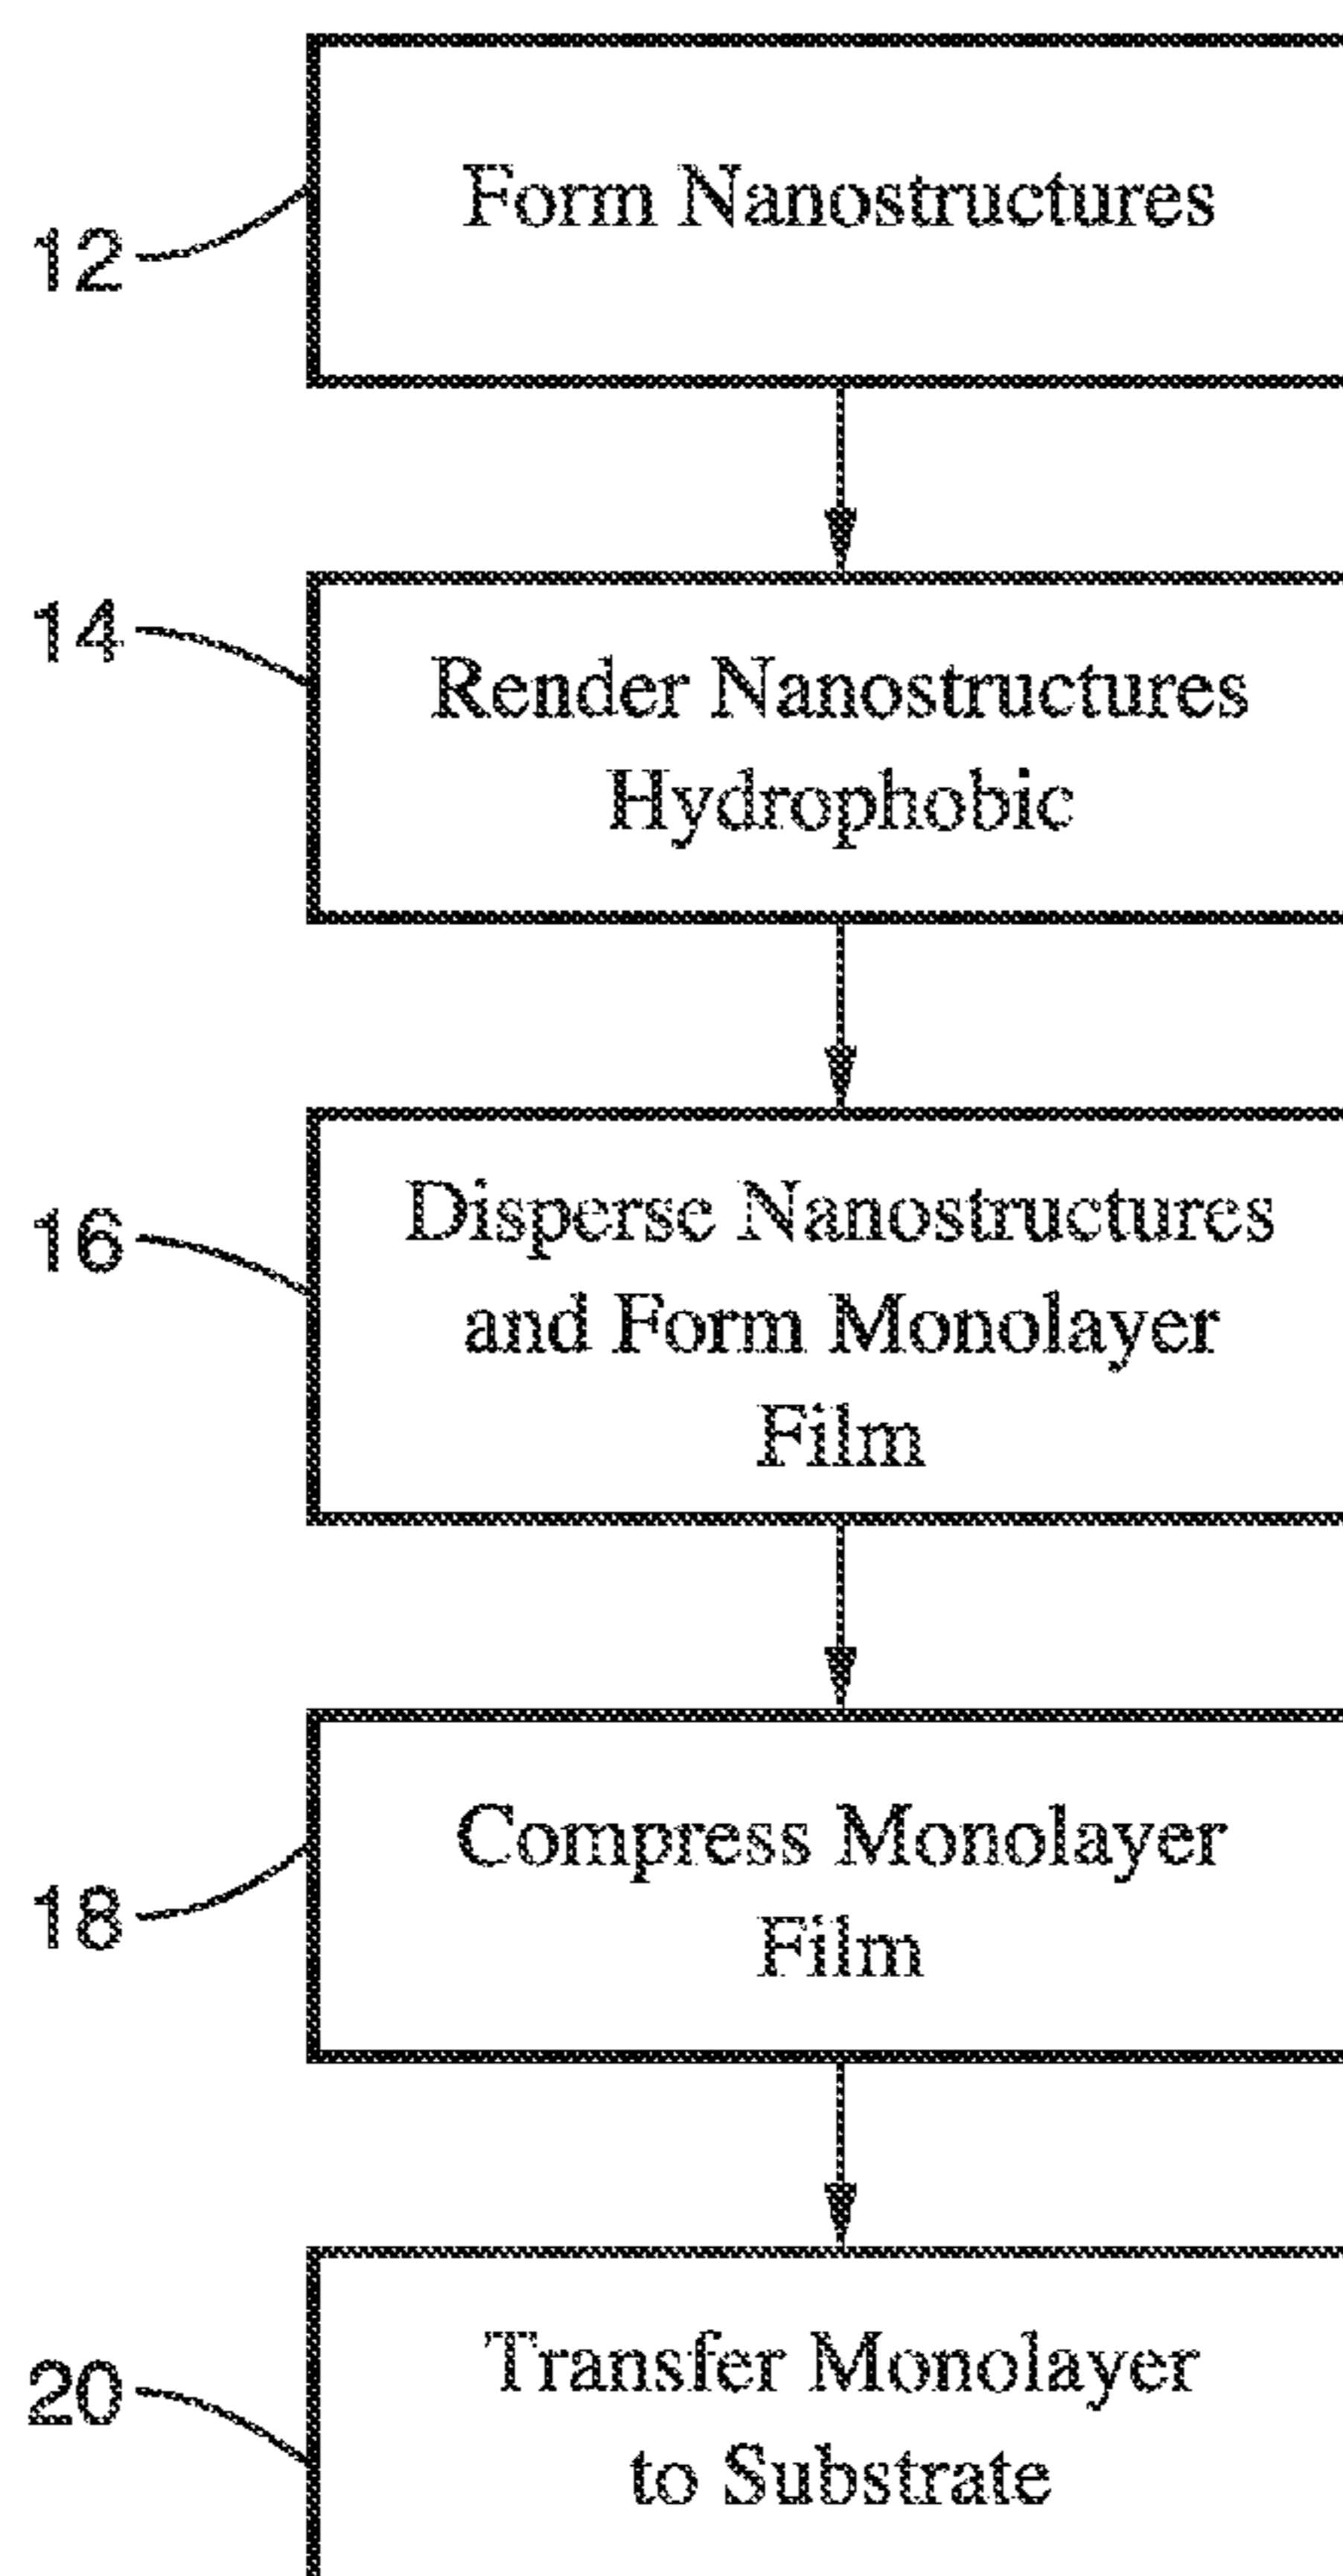 12
Form Nanostructures
14
Render Nanostructures
Hydrophobic
16
Disperse Nanostructures
and Form Monolayer
Film
18
Compress Monolayer
Film
20
Transfer Monolayer
to Substrate